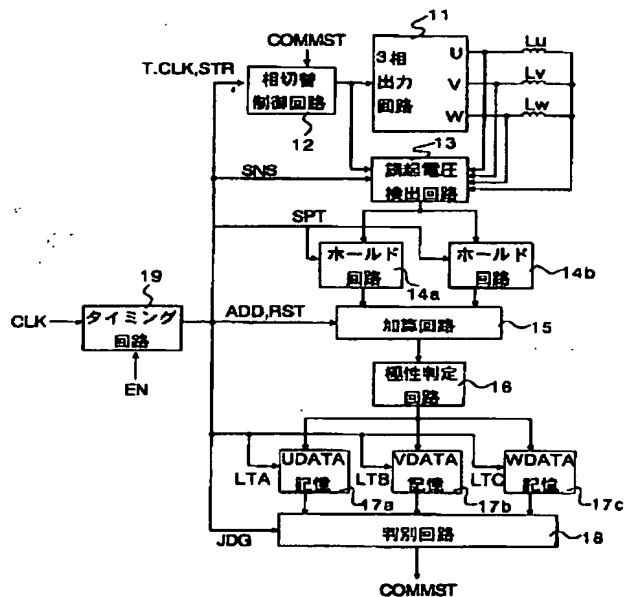 COMMST
11
T.CLK,STR
相切替
制御回路
12
3相
出力
回路
U
V
W
Lu
Lv
Lw
13
SNS
誘起電圧
検出回路
SPT
ホールド
回路
14a
ホールド
回路
14b
19
CLK
タイミング
回路
EN
ADD,RST
加算回路
15
極性判定
回路
16
LTA
UDATA
記憶
17a
LTB
VDATA
記憶
17b
LTC
WDATA
記憶
17c
JDG
判別回路
18
COMMST